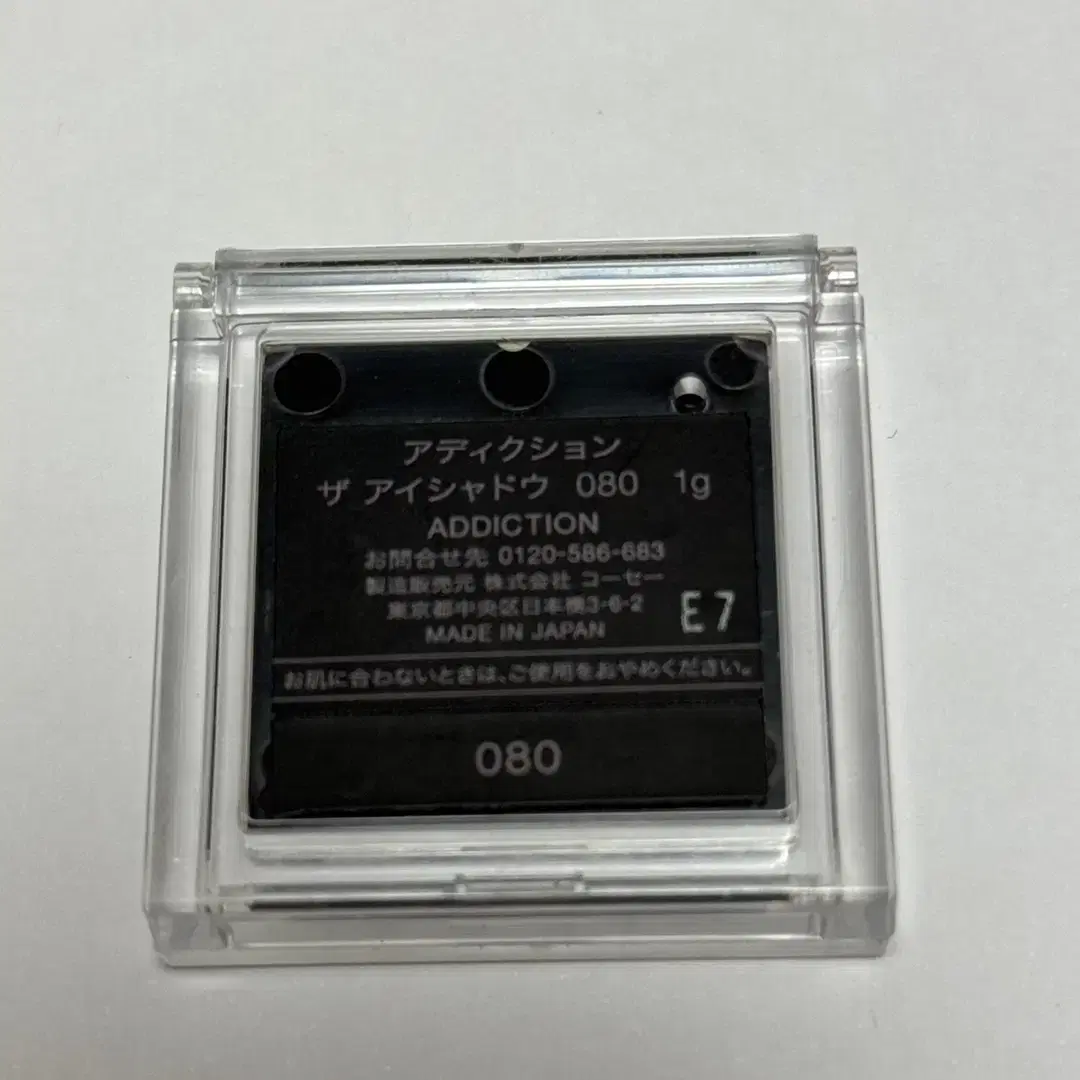 アディクション
ザ アイシャドウ 080 1g
ADDICTION
お問合せ先 0120-586-683
製造販売元 株式会社 コーセー
東京都中央区日本橋3-6-2
MADE IN JAPAN
E7
お肌に合わないときは、ご使用をおやめください。
080